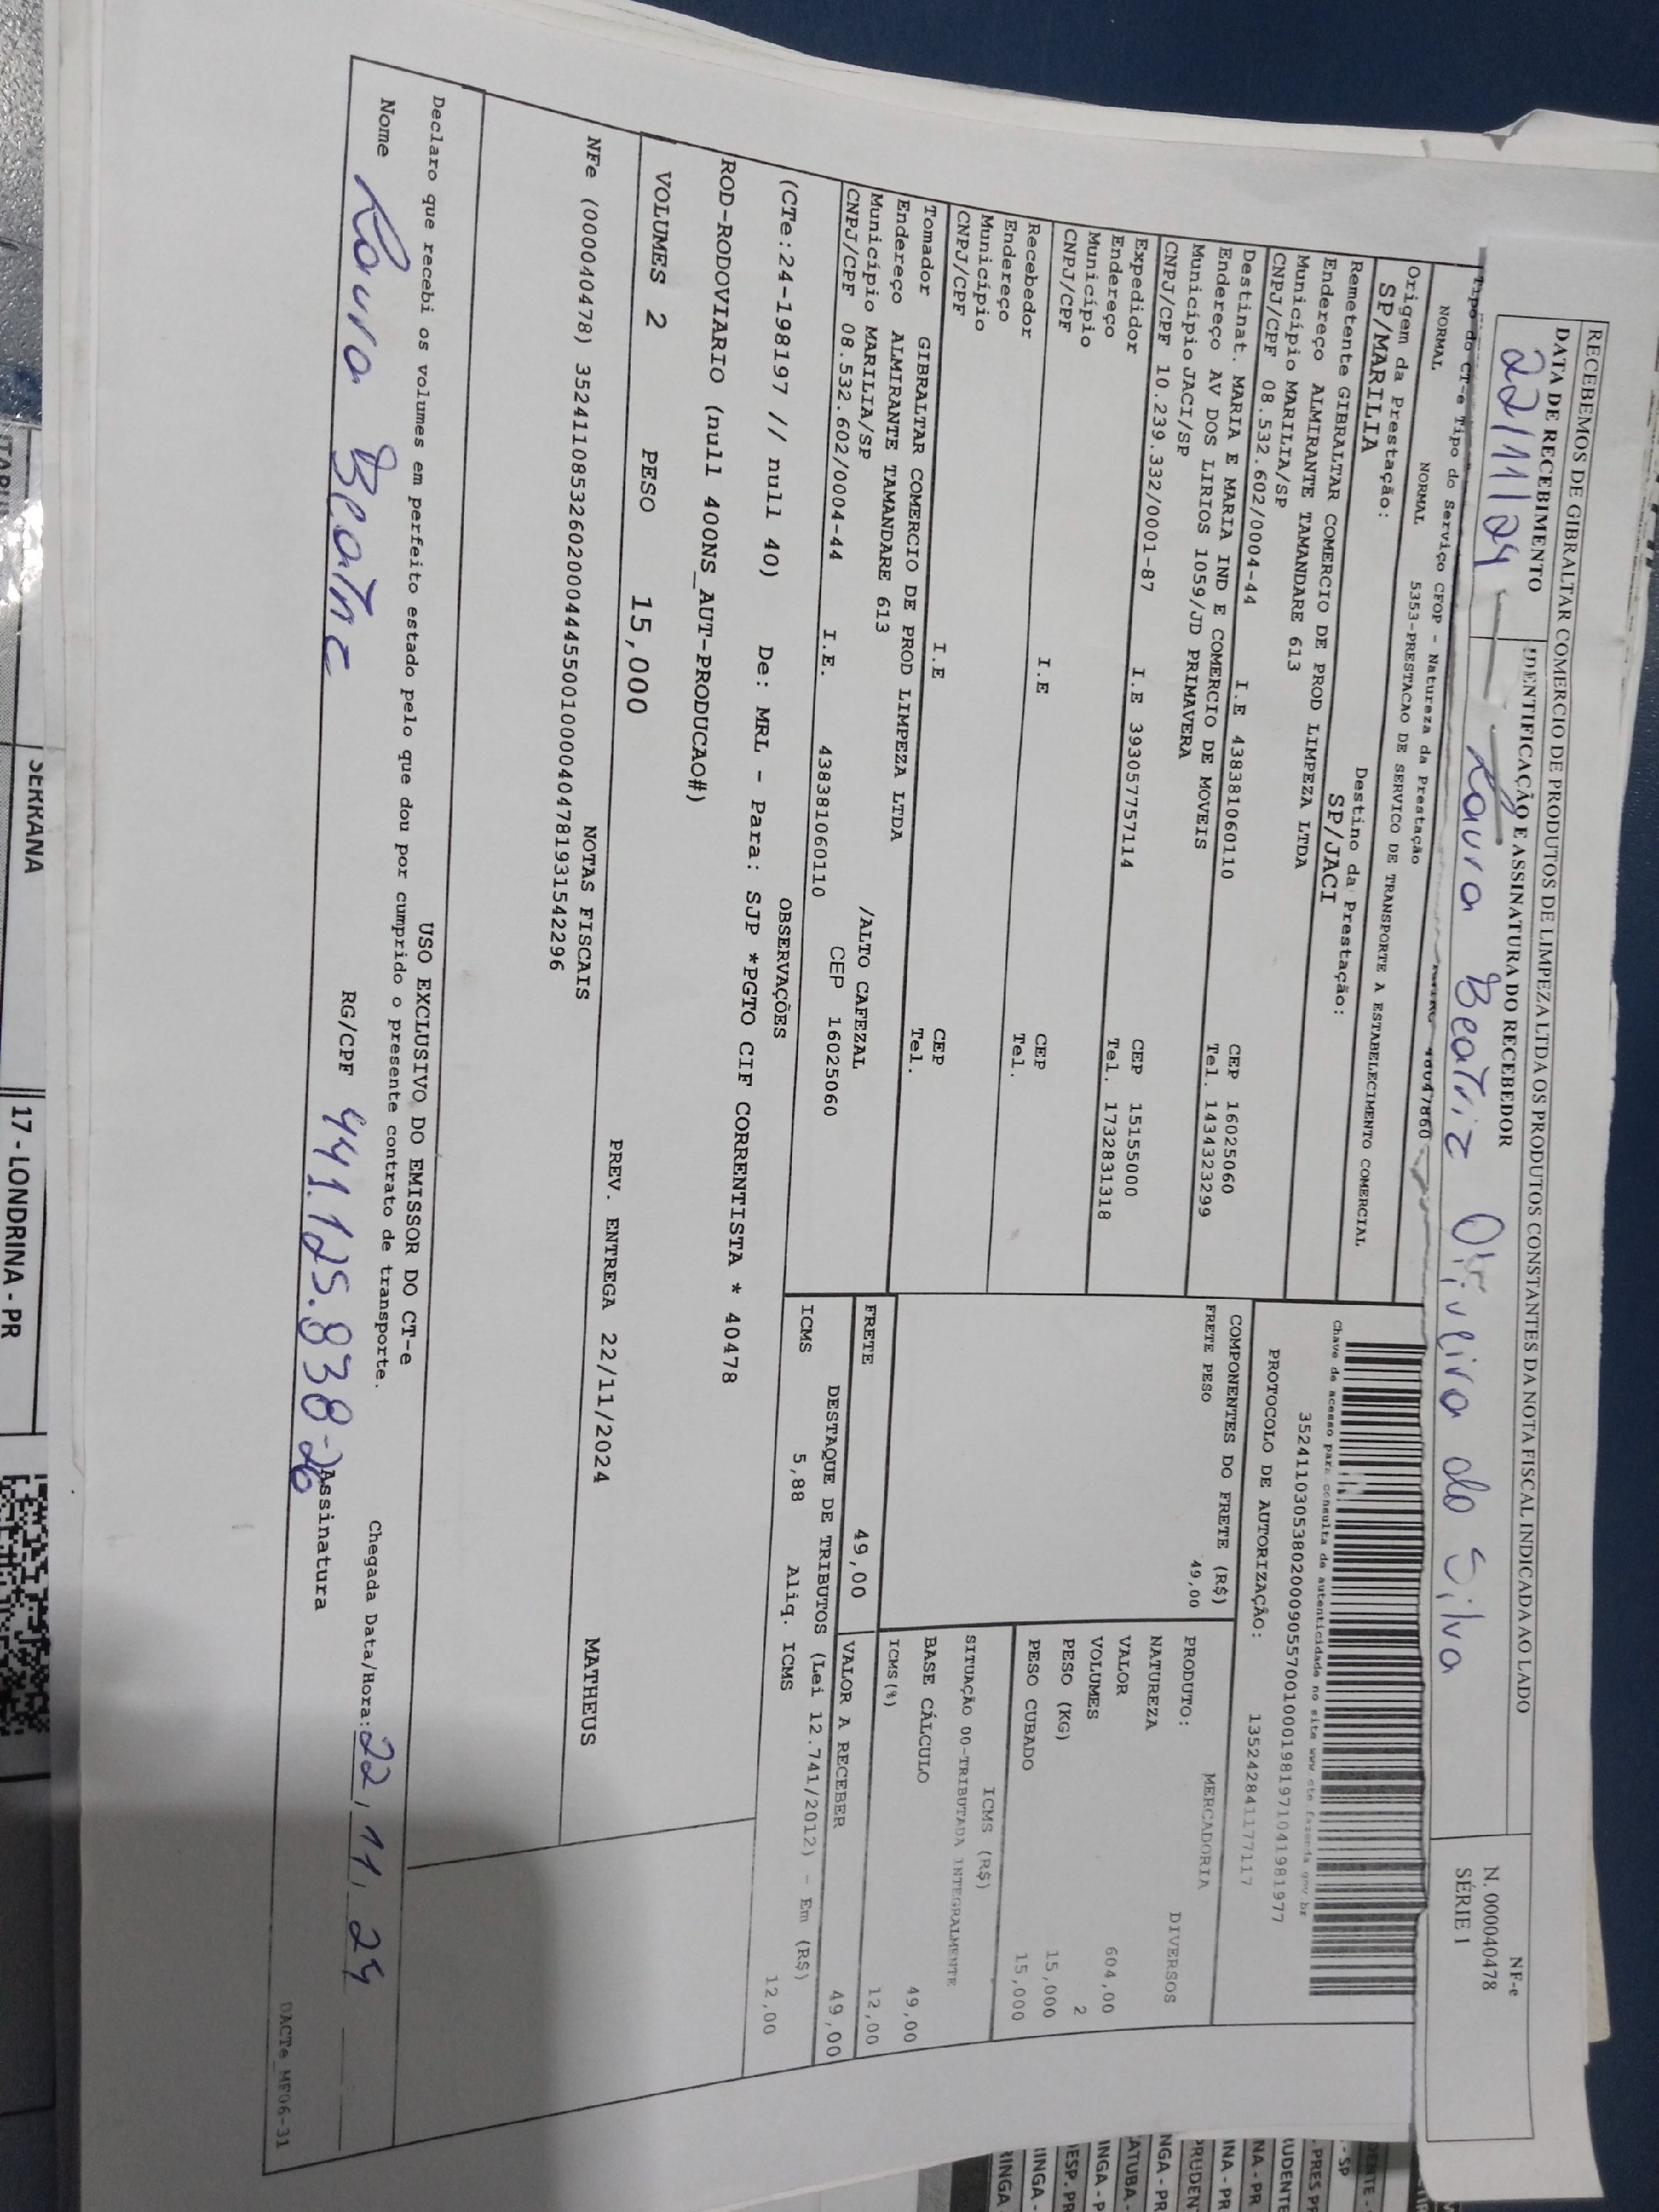 RECEBEMOS DE GIBRALTAR COMERCIO DE PRODUTOS DE LIMPEZA LTDA OS PRODUTOS CONSTANTES DA NOTA FISCAL INDICADA AO LADO
DATA DE RECEBIMENTO
IDENTIFICAÇÃO E ASSINATURA DO RECEBEDOR
22/11/24
Laura Beatriz Oliveira da Silva
NF-e
N. 000040478
SÉRIE 1
Tipo do CT-e Tipo do Serviço CFOP - Natureza da Prestação
NORMAL NORMAL 5353-PRESTACAO DE SERVICO DE TRANSPORTE A ESTABELECIMENTO COMERCIAL
Origem da Prestação: Destino da Prestação:
SP/MARILIA SP/JACI
Remetente GIBRALTAR COMERCIO DE PROD LIMPEZA LTDA
Endereço ALMIRANTE TAMANDARE 613
Município MARILIA/SP CEP 16025060
CNPJ/CPF 08.532.602/0004-44 I.E 438381060110 Tel. 1434323299
Destinat. MARIA E MARIA IND E COMERCIO DE MOVEIS
Endereço AV DOS LIRIOS 1059/JD PRIMAVERA
Município JACI/SP CEP 15155000
CNPJ/CPF 10.239.332/0001-87 I.E 393057757114 Tel. 1732831318
Expedidor
Endereço
Município CEP
CNPJ/CPF I.E Tel.
Recebedor
Endereço
Município CEP
CNPJ/CPF I.E Tel.
Tomador GIBRALTAR COMERCIO DE PROD LIMPEZA LTDA
Endereço ALMIRANTE TAMANDARE 613 /ALTO CAFEZAL
Município MARILIA/SP CEP 16025060
CNPJ/CPF 08.532.602/0004-44 I.E. 438381060110
Chave de acesso para consulta de autenticidade no site www.cte.fazenda.gov.br
35241103053802000905570010001981971041981977
PROTOCOLO DE AUTORIZAÇÃO: 135242841177117
COMPONENTES DO FRETE (R$)
FRETE PESO 49,00
PRODUTO: MERCADORIA
NATUREZA DIVERSOS
VALOR 604,00
VOLUMES 2
PESO (KG) 15,000
PESO CUBADO 15,000
ICMS (R$)
SITUAÇÃO 00-TRIBUTADA INTEGRALMENTE
BASE CÁLCULO 49,00
ICMS(%) 12,00
FRETE 49,00 VALOR A RECEBER 49,00
DESTAQUE DE TRIBUTOS (Lei 12.741/2012) - Em (R$)
ICMS 5,88 Aliq. ICMS 12,00
OBSERVAÇÕES
(CTe:24-198197 // null 40) De: MRL - Para: SJP *PGTO CIF CORRENTISTA * 40478
ROD-RODOVIARIO (null 400NS_AUT-PRODUCAO#)
VOLUMES 2 PESO 15,000 PREV. ENTREGA 22/11/2024 MATHEUS
NOTAS FISCAIS
NFe (000040478) 35241108532602000444550010000404781931542296
USO EXCLUSIVO DO EMISSOR DO CT-e
Declaro que recebi os volumes em perfeito estado pelo que dou por cumprido o presente contrato de transporte.
Chegada Data/Hora: 22, 11, 24
Nome Laura Beatriz RG/CPF 441.125.838-26 Assinatura
DACTe_MF06-31
SERRANA
17 - LONDRINA - PR